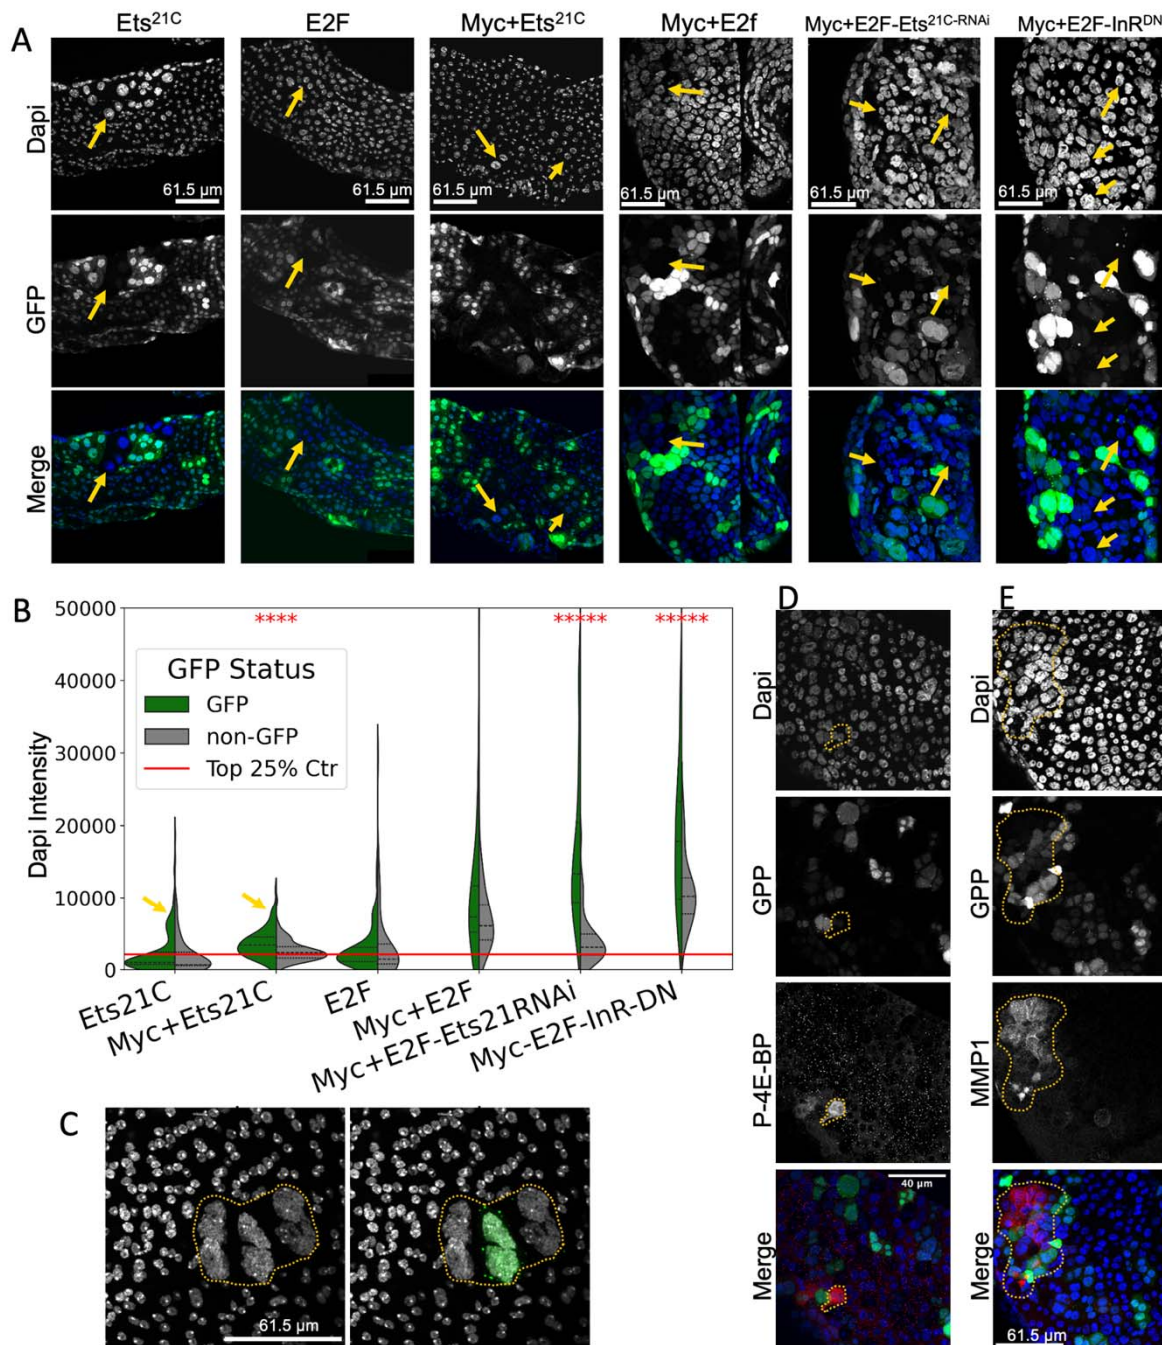 A
Ets21C
E2F
Myc+Ets21C
Myc+E2f
Myc+E2F-Ets21C-RNAi
Myc+E2F-InRDN
Dapi
61.5 µm
61.5 µm
61.5 µm
61.5 µm
61.5 µm
61.5 µm
GFP
Merge
B
50000
40000
30000
20000
10000
0
Dapi Intensity
****
*****
*****
GFP Status
GFP
non-GFP
Top 25% Ctr
Ets21C
Myc+Ets21C
E2F
Myc+E2F
Myc+E2F-Ets21RNAi
Myc-E2F-InR-DN
C
61.5 µm
D
Dapi
GPP
P-4E-BP
Merge
40 µm
E
Dapi
GPP
MMP1
Merge
61.5 µm